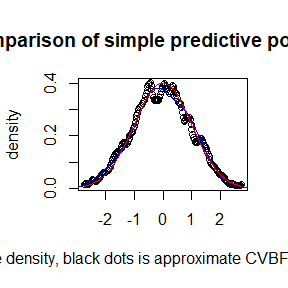 mparison of simple predictive po
density
0.0
0.2
0.4
-2 -1 0 1 2
e density, black dots is approximate CVBF